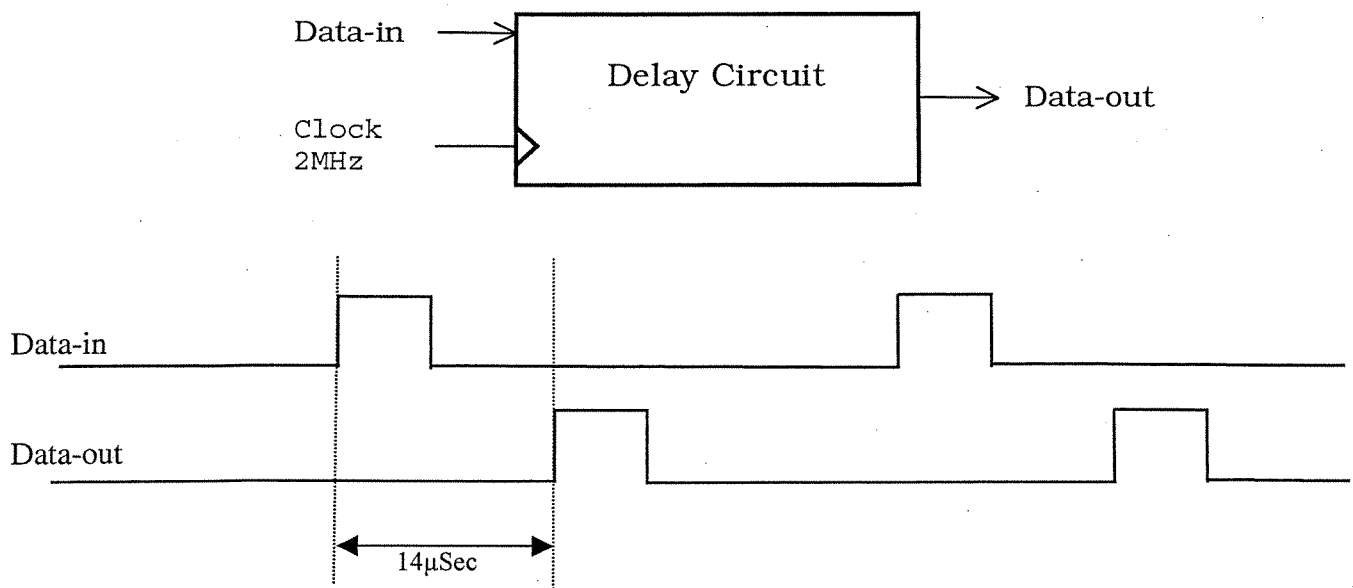 Data-in
Delay Circuit
Data-out
Clock
2MHz
Data-in
Data-out
14µSec